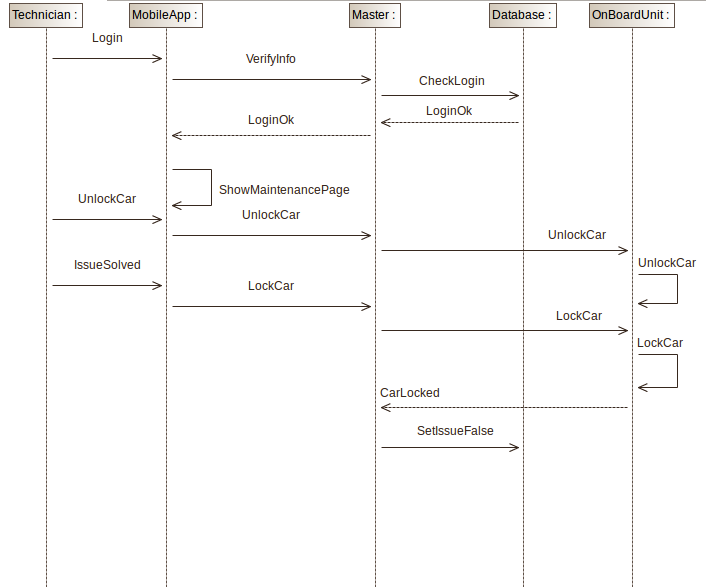 Technician : MobileApp : Master : Database : OnBoardUnit :
Login
VerifyInfo
CheckLogin
LoginOk
LoginOk
ShowMaintenancePage
UnlockCar
UnlockCar
UnlockCar
UnlockCar
IssueSolved
LockCar
LockCar
LockCar
CarLocked
SetIssueFalse